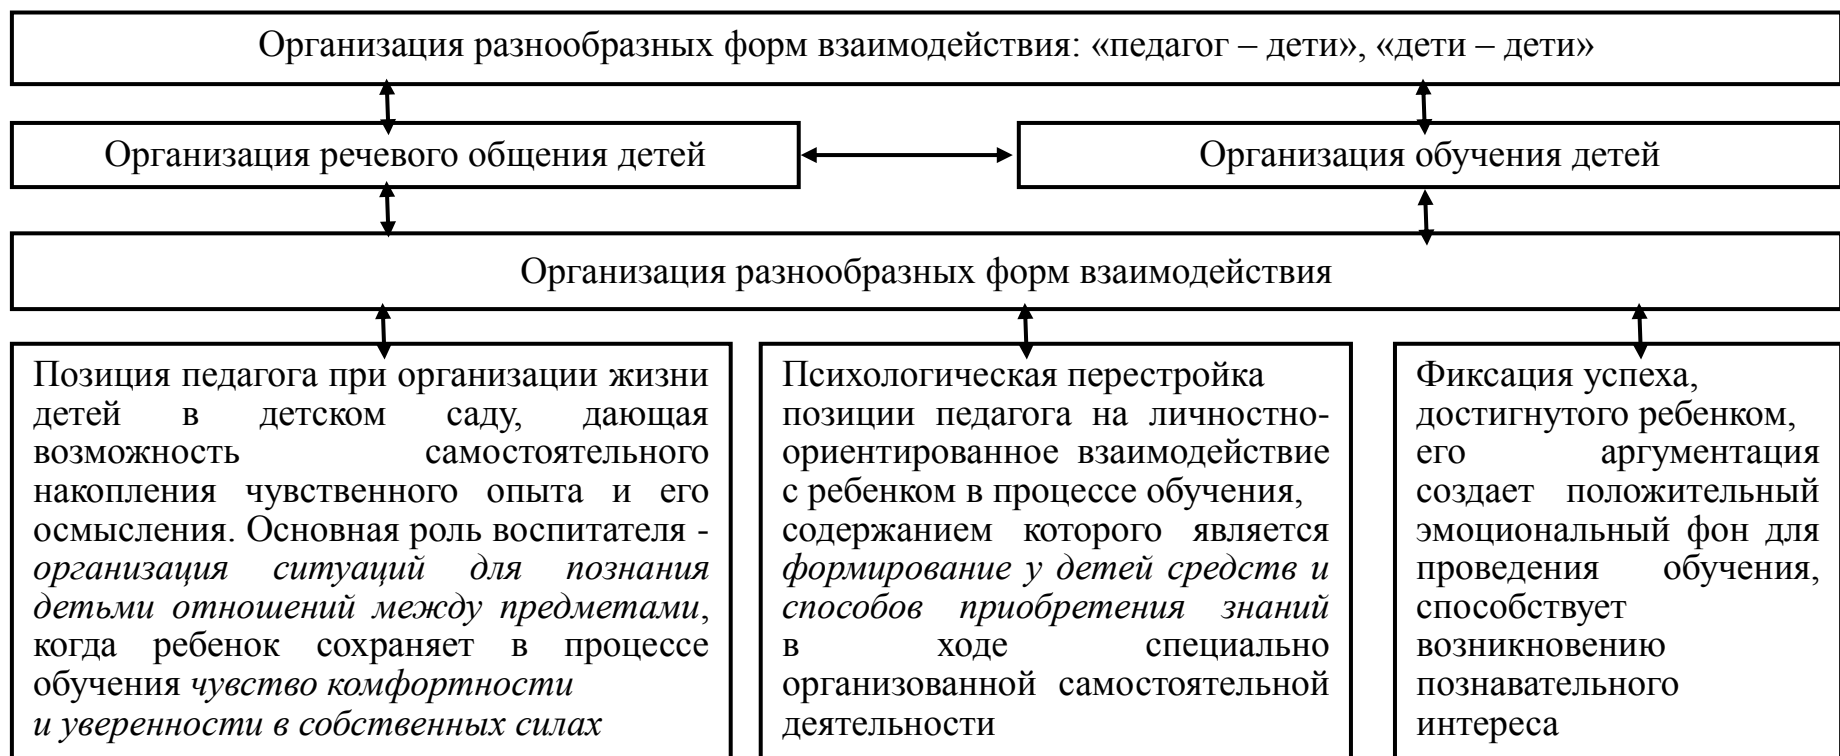 Организация разнообразных форм взаимодействия: «педагог – дети», «дети – дети»
Организация речевого общения детей
Организация обучения детей
Организация разнообразных форм взаимодействия
Позиция педагога при организации жизни
детей в детском саду, дающая
возможность самостоятельного
накопления чувственного опыта и его
осмысления. Основная роль воспитателя -
организация ситуаций для познания
детьми отношений между предметами,
когда ребенок сохраняет в процессе
обучения чувство комфортности
и уверенности в собственных силах
Психологическая перестройка
позиции педагога на личностно-
ориентированное взаимодействие
с ребенком в процессе обучения,
содержанием которого является
формирование у детей средств и
способов приобретения знаний
в ходе специально
организованной самостоятельной
деятельности
Фиксация успеха,
достигнутого ребенком,
его аргументация
создает положительный
эмоциональный фон для
проведения обучения,
способствует
возникновению
познавательного
интереса